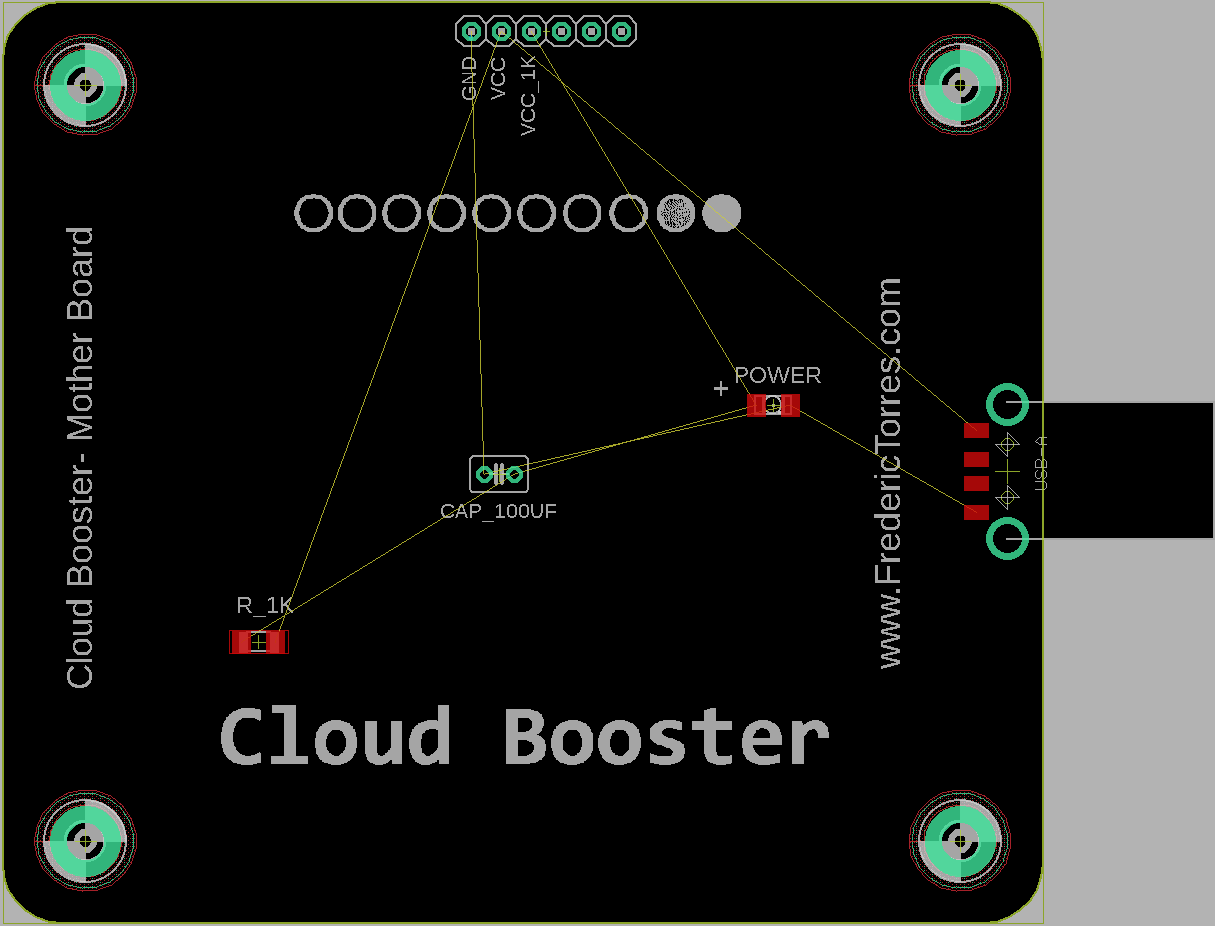 GND
VCC
VCC_1K
Cloud Booster- Mother Board
www.FredericTorres.com
+ POWER
USB-A
CAP_100UF
R_1K
Cloud Booster